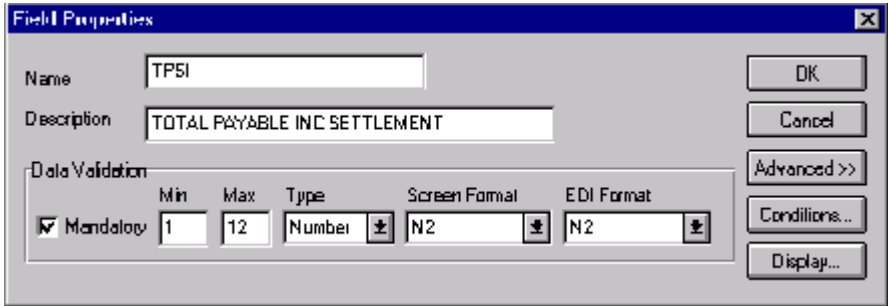 Field Properties
Name TP5I OK
Description TOTAL PAYABLE INC SETTLEMENT Cancel
Data Validation Advanced >>
Min Max Type Screen Format EDI Format
Mandatory 1 12 Number N2 N2 Conditions...
Display...